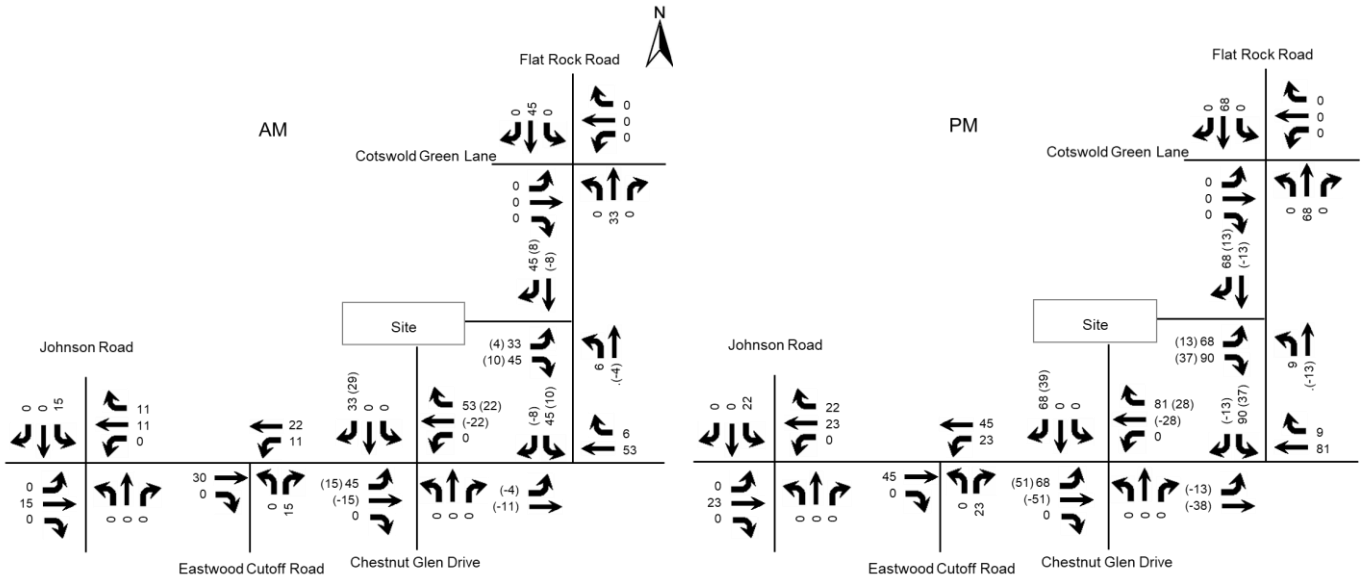 N
Flat Rock Road
AM
0 45 0
0
0
0
Cotswold Green Lane
0
0
0
0 33 0
45 (8)
(-8)
Site
(4) 33
(10) 45
6
.(-4)
Johnson Road
0 0 15
11
11
0
22
11
33 (29) 0 0
53 (22)
(-22)
0
(-8)
45 (10)
6
53
0
15
0
0 0 0
30
0
0 15
(15) 45
(-15)
0
0 0 0
(-4)
(-11)
Eastwood Cutoff Road
Chestnut Glen Drive
Flat Rock Road
PM
0 68 0
0
0
0
Cotswold Green Lane
0
0
0
0 68 0
68 (13)
(-13)
Site
(13) 68
(37) 90
9
.(-13)
Johnson Road
0 0 22
22
23
0
45
23
68 (39) 0 0
81 (28)
(-28)
0
(-13)
90 (37)
9
81
0
23
0
0 0 0
45
0
0 23
(51) 68
(-51)
0
0 0 0
(-13)
(-38)
Eastwood Cutoff Road
Chestnut Glen Drive